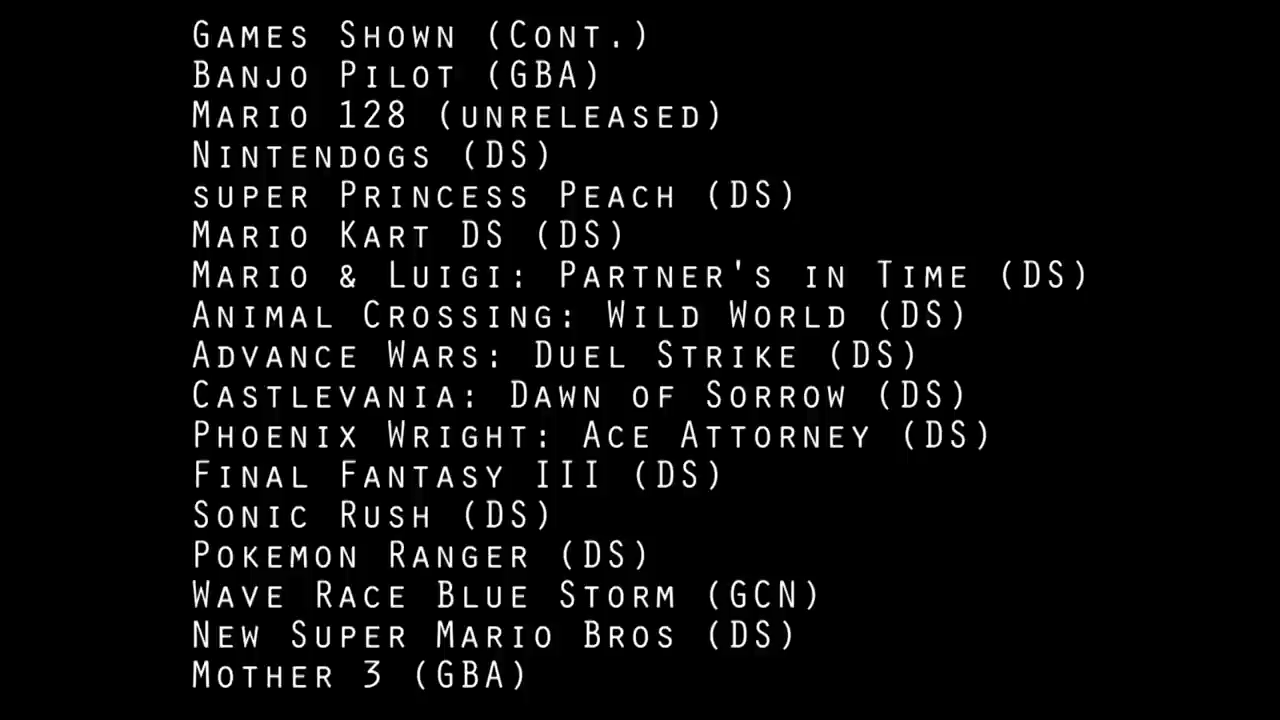 Games Shown (Cont.)
Banjo Pilot (GBA)
Mario 128 (unreleased)
Nintendogs (DS)
super Princess Peach (DS)
Mario Kart DS (DS)
Mario & Luigi: Partner's in Time (DS)
Animal Crossing: Wild World (DS)
Advance Wars: Duel Strike (DS)
Castlevania: Dawn of Sorrow (DS)
Phoenix Wright: Ace Attorney (DS)
Final Fantasy III (DS)
Sonic Rush (DS)
Pokemon Ranger (DS)
Wave Race Blue Storm (GCN)
New Super Mario Bros (DS)
Mother 3 (GBA)